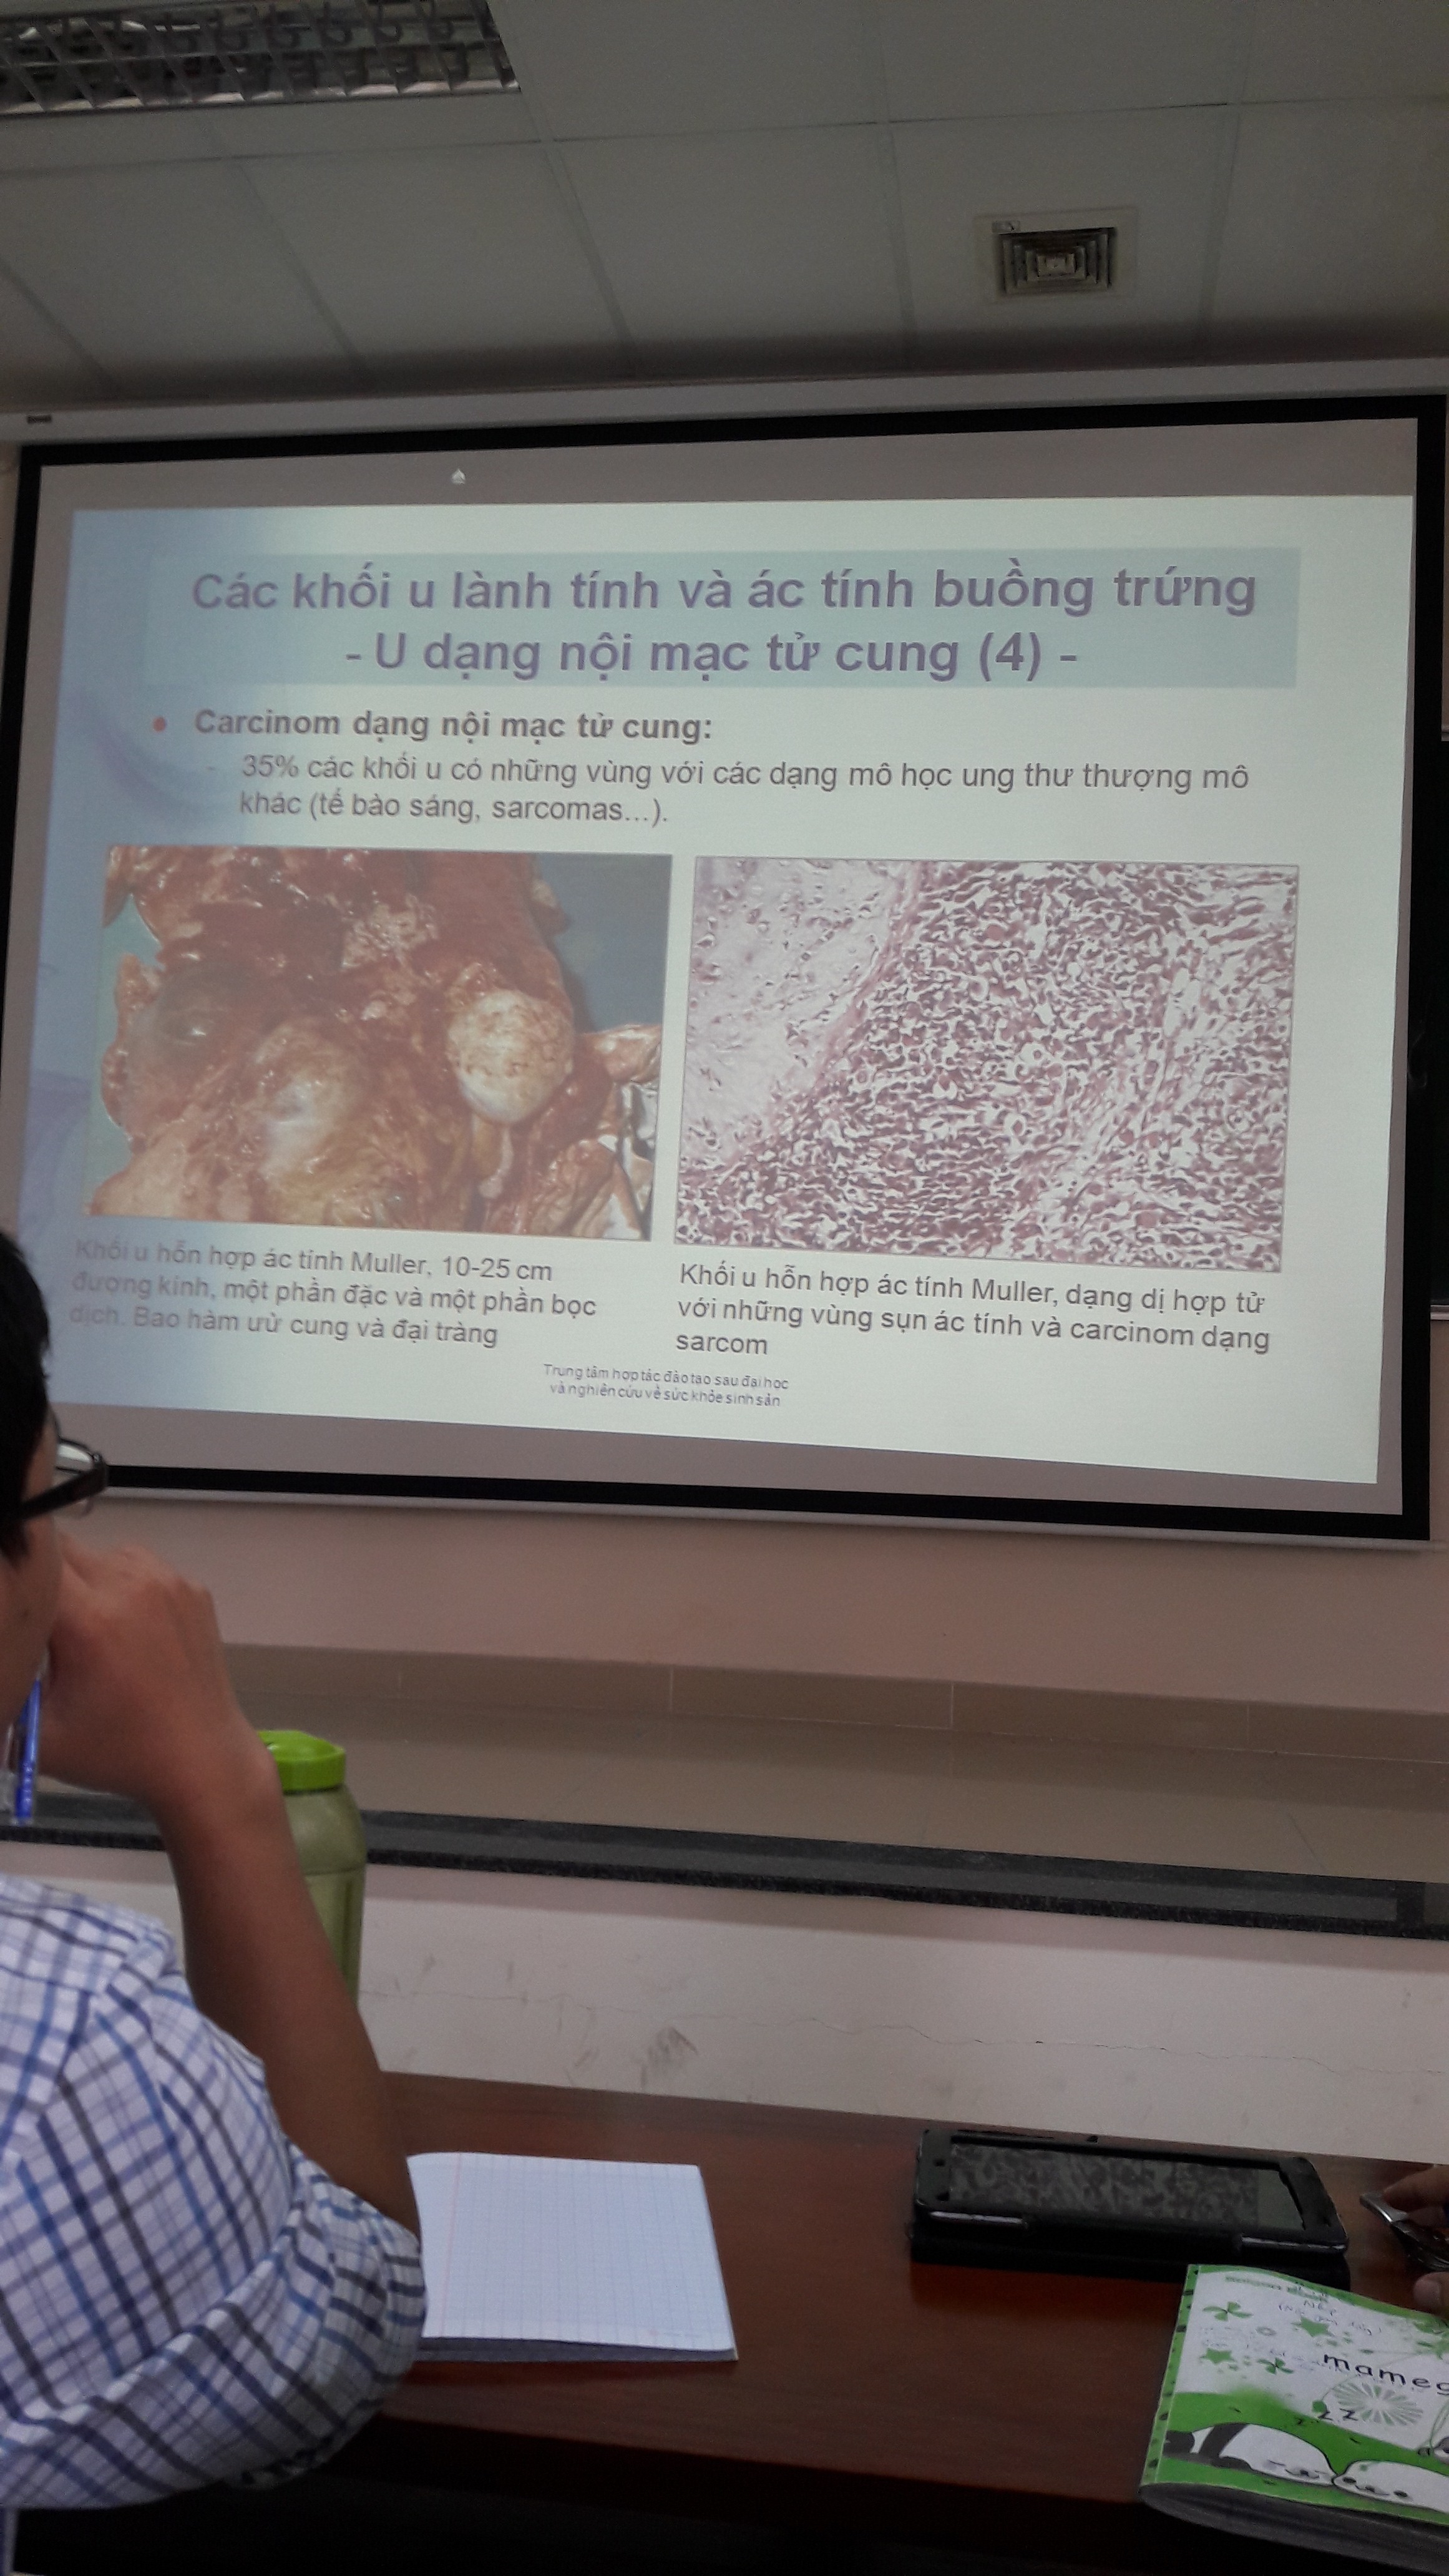 Các khối u lành tính và ác tính buồng trứng
- U dạng nội mạc tử cung (4) -
• Carcinom dạng nội mạc tử cung:
- 35% các khối u có những vùng với các dạng mô học ung thư thượng mô
khác (tế bào sáng, sarcomas...).
Khối u hỗn hợp ác tính Muller, 10-25 cm
đường kính, một phần đặc và một phần bọc
dịch. Bao hàm ưử cung và đại tràng
Khối u hỗn hợp ác tính Muller, dạng dị hợp tử
với những vùng sụn ác tính và carcinom dạng
sarcom
Trung tâm hợp tác đào tạo sau đại học
và nghiên cứu về sức khỏe sinh sản
mameg
z z z